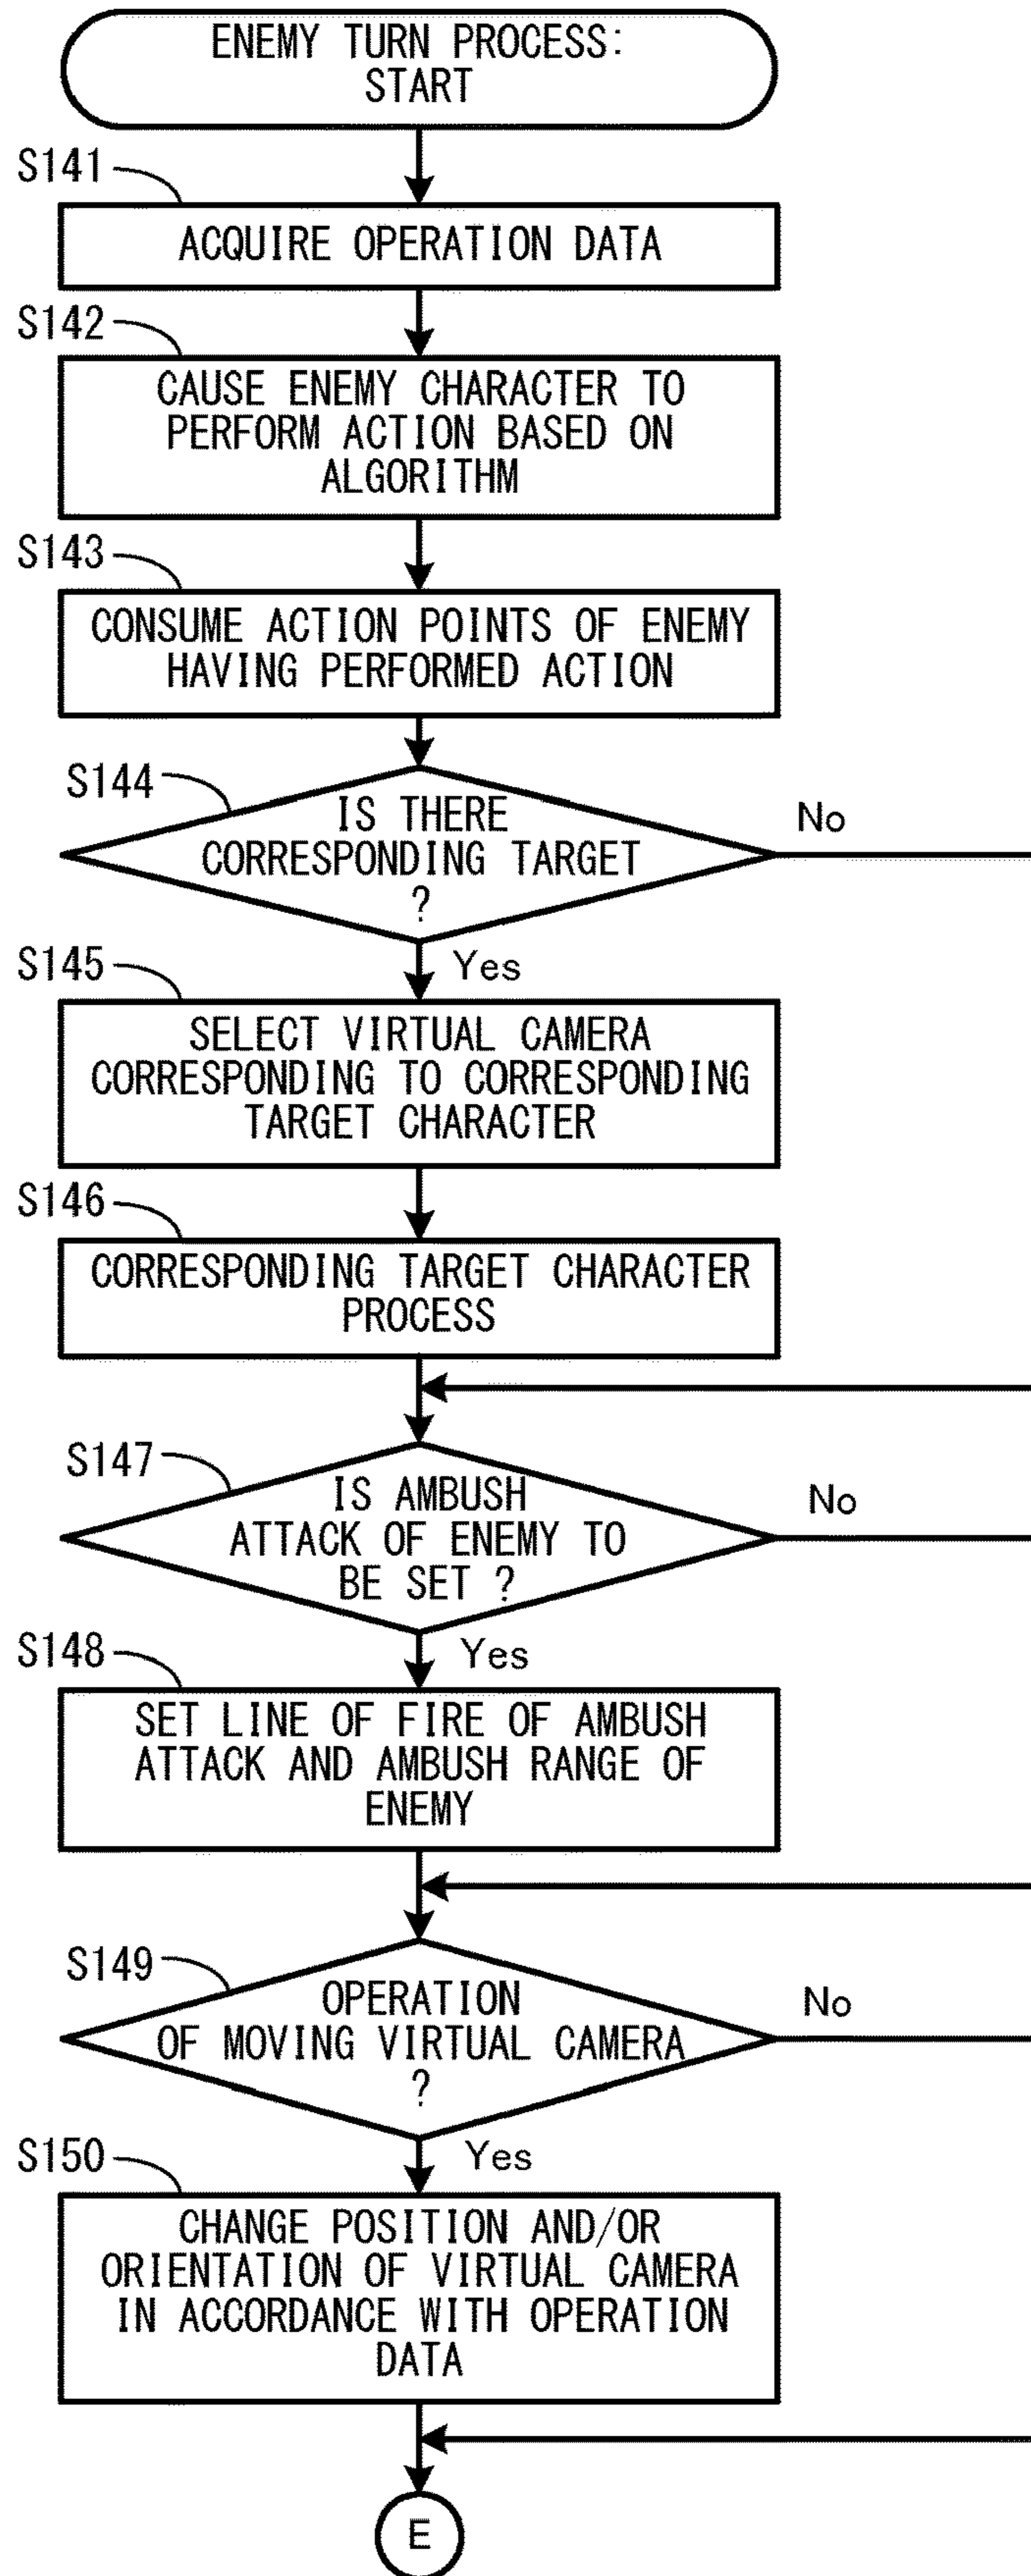 ENEMY TURN PROCESS:
START
S141
ACQUIRE OPERATION DATA
S142
CAUSE ENEMY CHARACTER TO
PERFORM ACTION BASED ON
ALGORITHM
S143
CONSUME ACTION POINTS OF ENEMY
HAVING PERFORMED ACTION
S144
IS THERE
CORRESPONDING TARGET
?
No
Yes
S145
SELECT VIRTUAL CAMERA
CORRESPONDING TO CORRESPONDING
TARGET CHARACTER
S146
CORRESPONDING TARGET CHARACTER
PROCESS
S147
IS AMBUSH
ATTACK OF ENEMY TO
BE SET ?
No
Yes
S148
SET LINE OF FIRE OF AMBUSH
ATTACK AND AMBUSH RANGE OF
ENEMY
S149
OPERATION
OF MOVING VIRTUAL CAMERA
?
No
Yes
S150
CHANGE POSITION AND/OR
ORIENTATION OF VIRTUAL CAMERA
IN ACCORDANCE WITH OPERATION
DATA
E